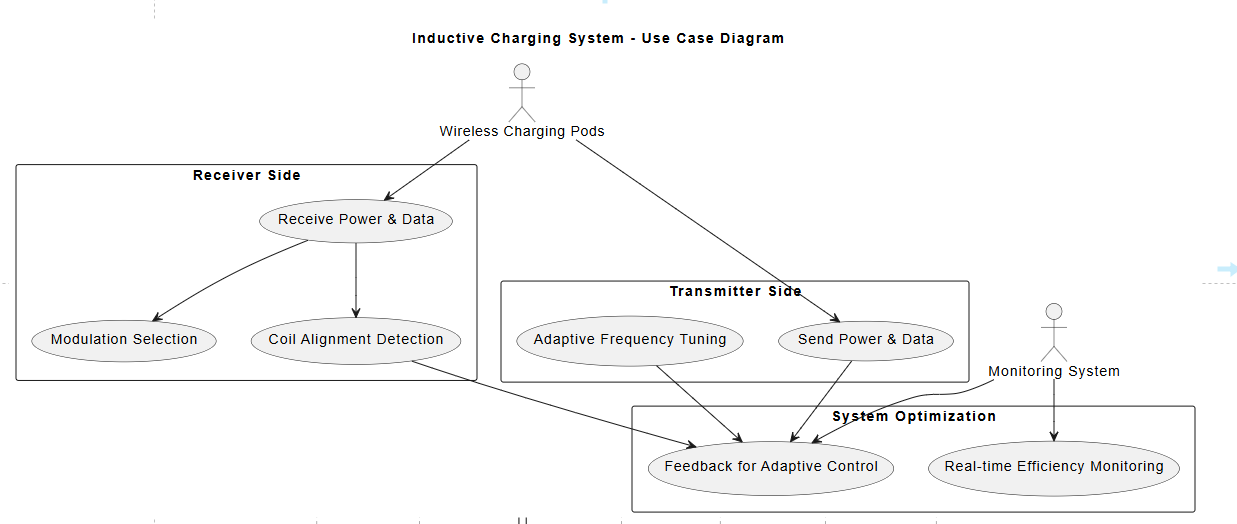 Inductive Charging System - Use Case Diagram
Wireless Charging Pods
Receiver Side
Receive Power & Data
Modulation Selection
Coil Alignment Detection
Transmitter Side
Adaptive Frequency Tuning
Send Power & Data
Monitoring System
System Optimization
Feedback for Adaptive Control
Real-time Efficiency Monitoring